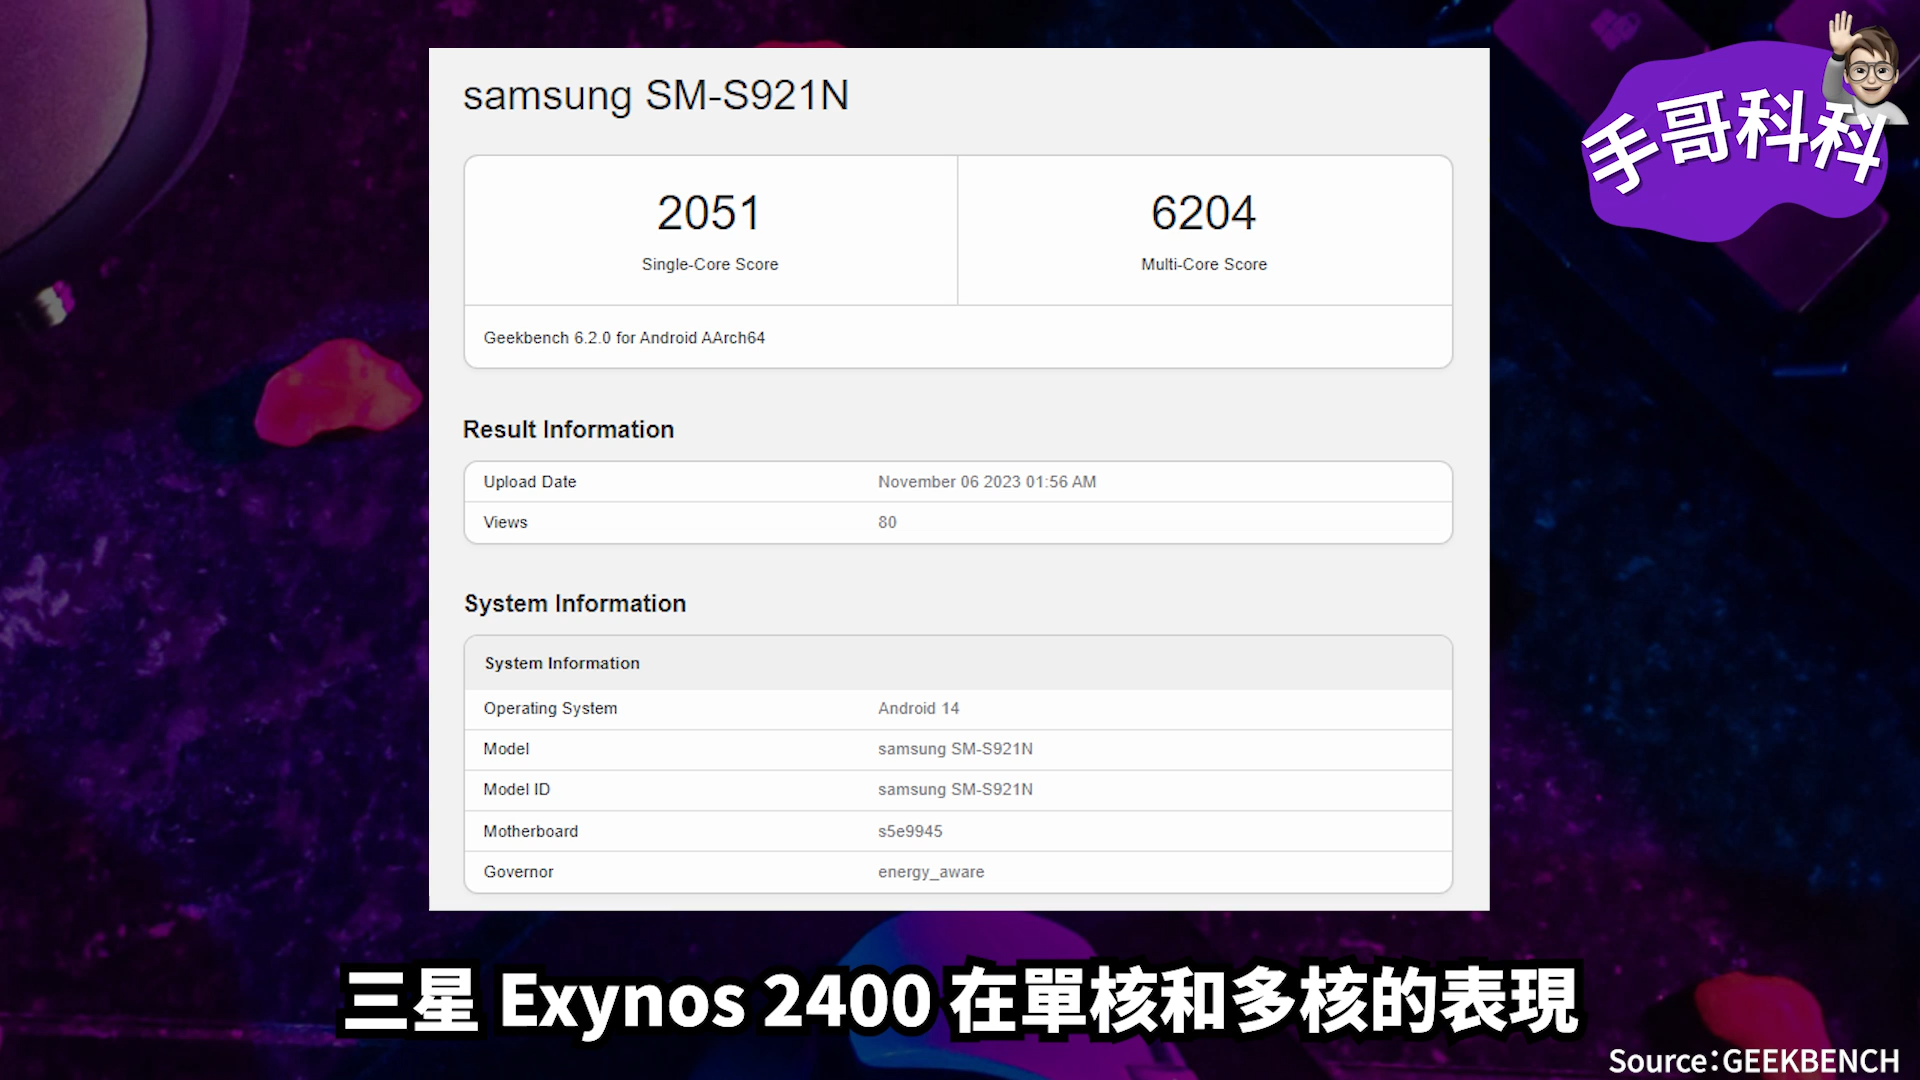 手哥科科
samsung SM-S921N
2051
Single-Core Score
6204
Multi-Core Score
Geekbench 6.2.0 for Android AArch64
Result Information
Upload Date
November 06 2023 01:56 AM
Views
80
System Information
System Information
Operating System
Android 14
Model
samsung SM-S921N
Model ID
samsung SM-S921N
Motherboard
s5e9945
Governor
energy_aware
三星 Exynos 2400 在單核和多核的表現
Source：GEEKBENCH